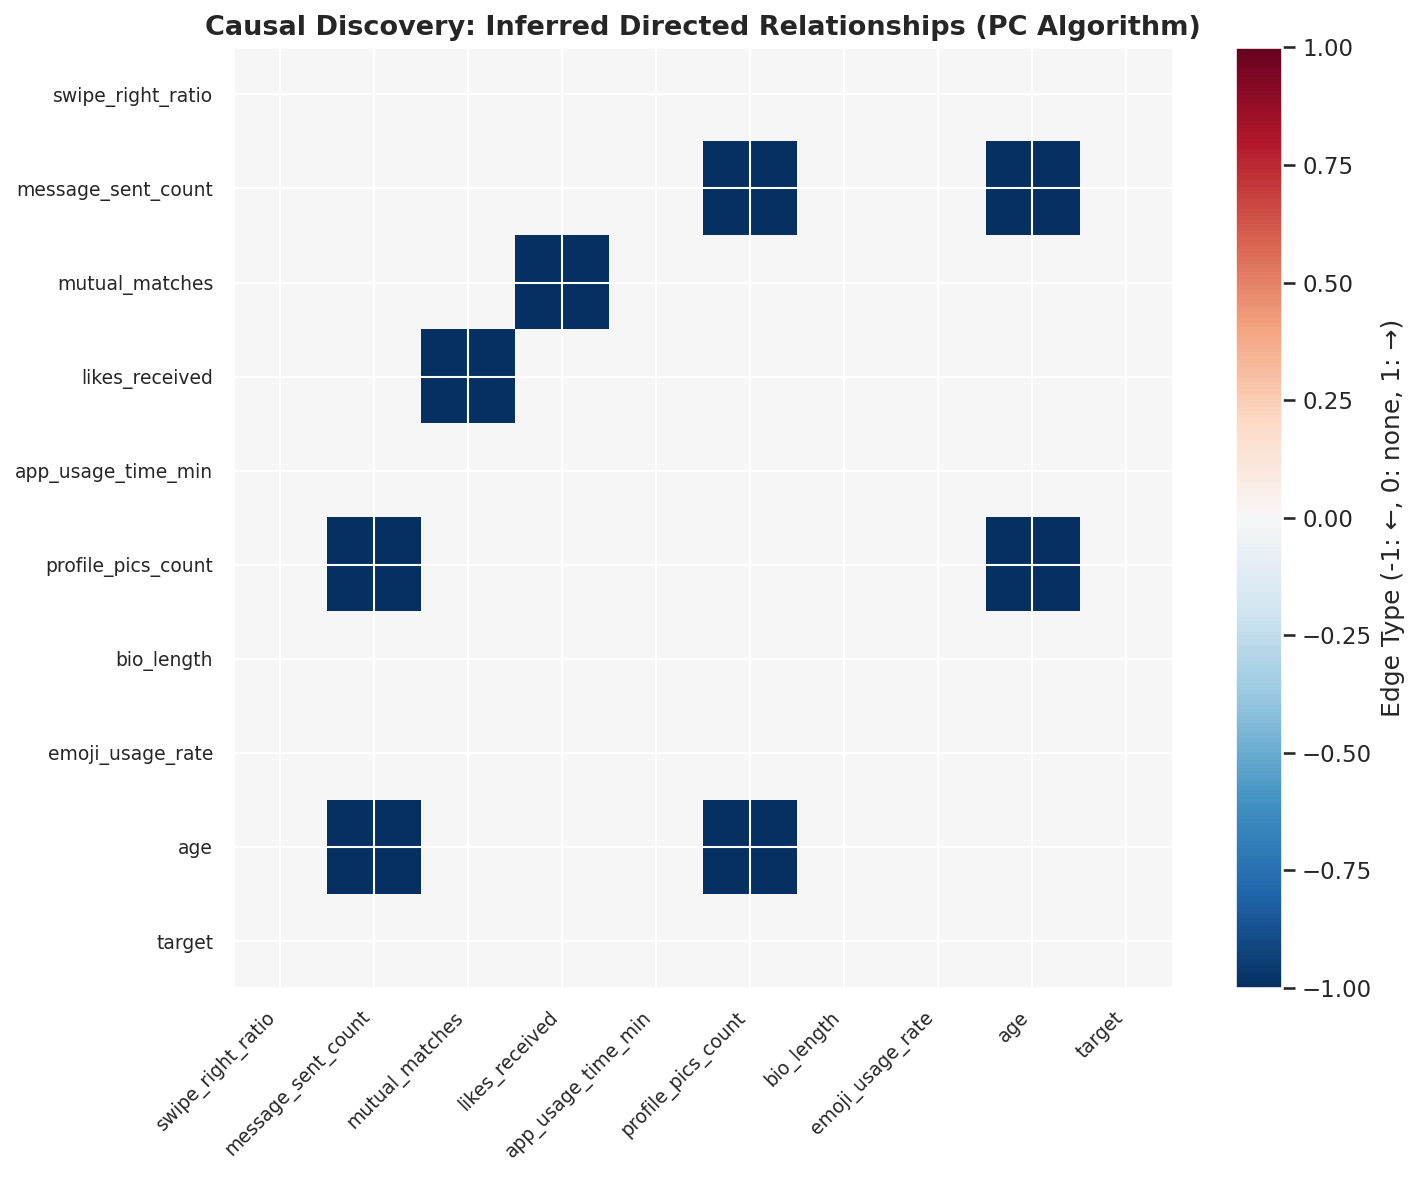 Causal Discovery: Inferred Directed Relationships (PC Algorithm)
swipe_right_ratio
message_sent_count
mutual_matches
likes_received
app_usage_time_min
profile_pics_count
bio_length
emoji_usage_rate
age
target
swipe_right_ratio
message_sent_count
mutual_matches
likes_received
app_usage_time_min
profile_pics_count
bio_length
emoji_usage_rate
age
target
1.00
0.75
0.50
0.25
0.00
−0.25
−0.50
−0.75
−1.00
Edge Type (-1: ←, 0: none, 1: →)